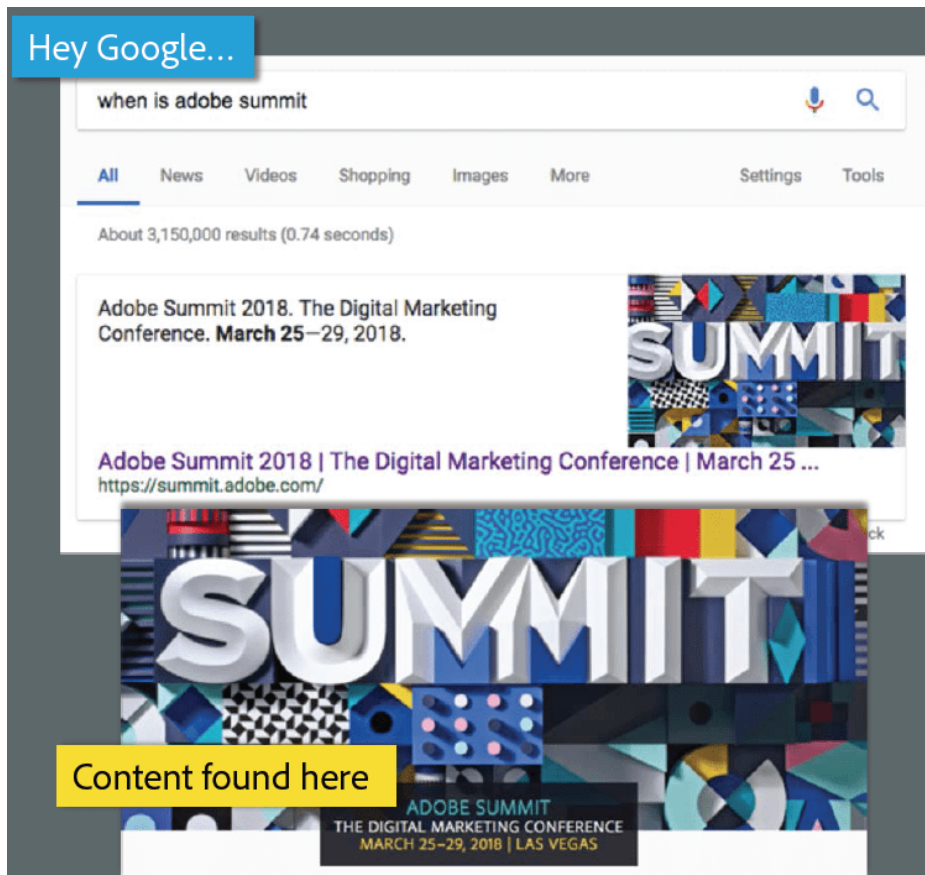 Hey Google...
when is adobe summit
All News Videos Shopping Images More Settings Tools
About 3,150,000 results (0.74 seconds)
Adobe Summit 2018. The Digital Marketing
Conference. March 25–29, 2018.
SUMMIT
Adobe Summit 2018 | The Digital Marketing Conference | March 25 ...
https://summit.adobe.com/
SUMMIT
Content found here
ADOBE SUMMIT
THE DIGITAL MARKETING CONFERENCE
MARCH 25–29, 2018 | LAS VEGAS